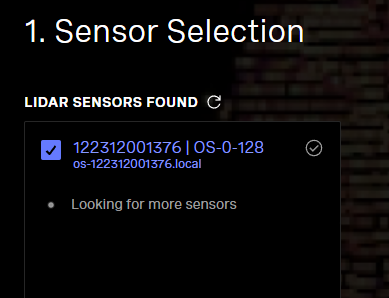 1. Sensor Selection
LIDAR SENSORS FOUND
122312001376 | OS-0-128
os-122312001376.local
Looking for more sensors